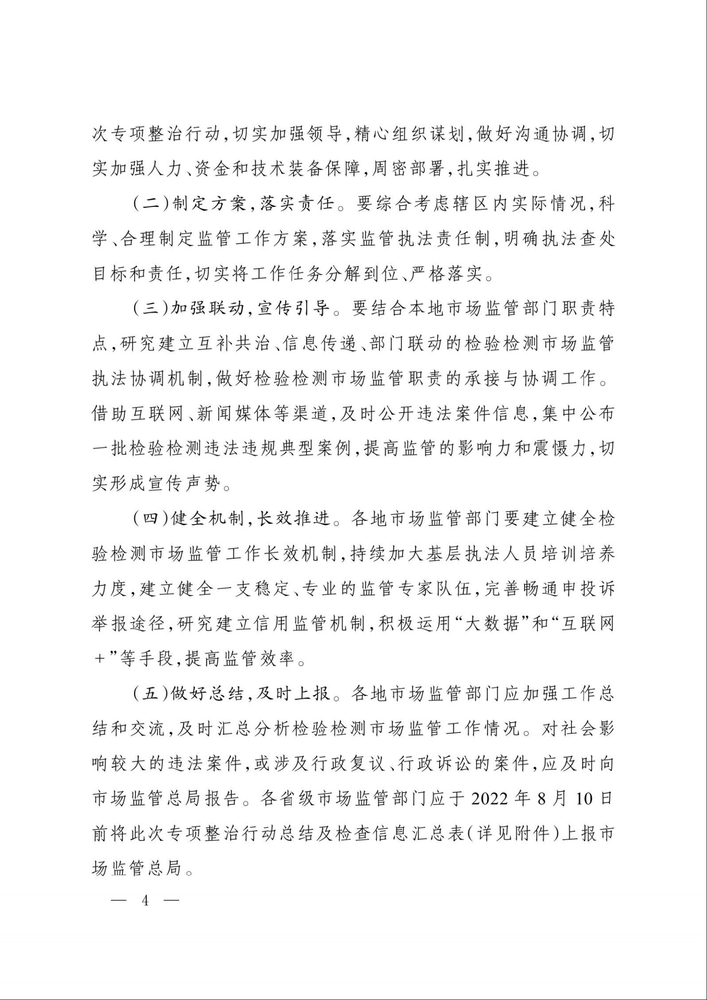 次专项整治行动,切实加强领导,精心组织谋划,做好沟通协调,切
实加强人力、资金和技术装备保障,周密部署,扎实推进。
(二)制定方案,落实责任。要综合考虑辖区内实际情况,科
学、合理制定监管工作方案,落实监管执法责任制,明确执法查处
目标和责任,切实将工作任务分解到位、严格落实。
(三)加强联动,宣传引导。要结合本地市场监管部门职责特
点,研究建立互补共治、信息传递、部门联动的检验检测市场监管
执法协调机制,做好检验检测市场监管职责的承接与协调工作。
借助互联网、新闻媒体等渠道,及时公开违法案件信息,集中公布
一批检验检测违法违规典型案例,提高监管的影响力和震慑力,切
实形成宣传声势。
(四)健全机制,长效推进。各地市场监管部门要建立健全检
验检测市场监管工作长效机制,持续加大基层执法人员培训培养
力度,建立健全一支稳定、专业的监管专家队伍,完善畅通申投诉
举报途径,研究建立信用监管机制,积极运用“大数据”和“互联网
+”等手段,提高监管效率。
(五)做好总结,及时上报。各地市场监管部门应加强工作总
结和交流,及时汇总分析检验检测市场监管工作情况。对社会影
响较大的违法案件,或涉及行政复议、行政诉讼的案件,应及时向
市场监管总局报告。各省级市场监管部门应于 2022 年 8 月 10 日
前将此次专项整治行动总结及检查信息汇总表(详见附件)上报市
场监管总局。
— 4 —